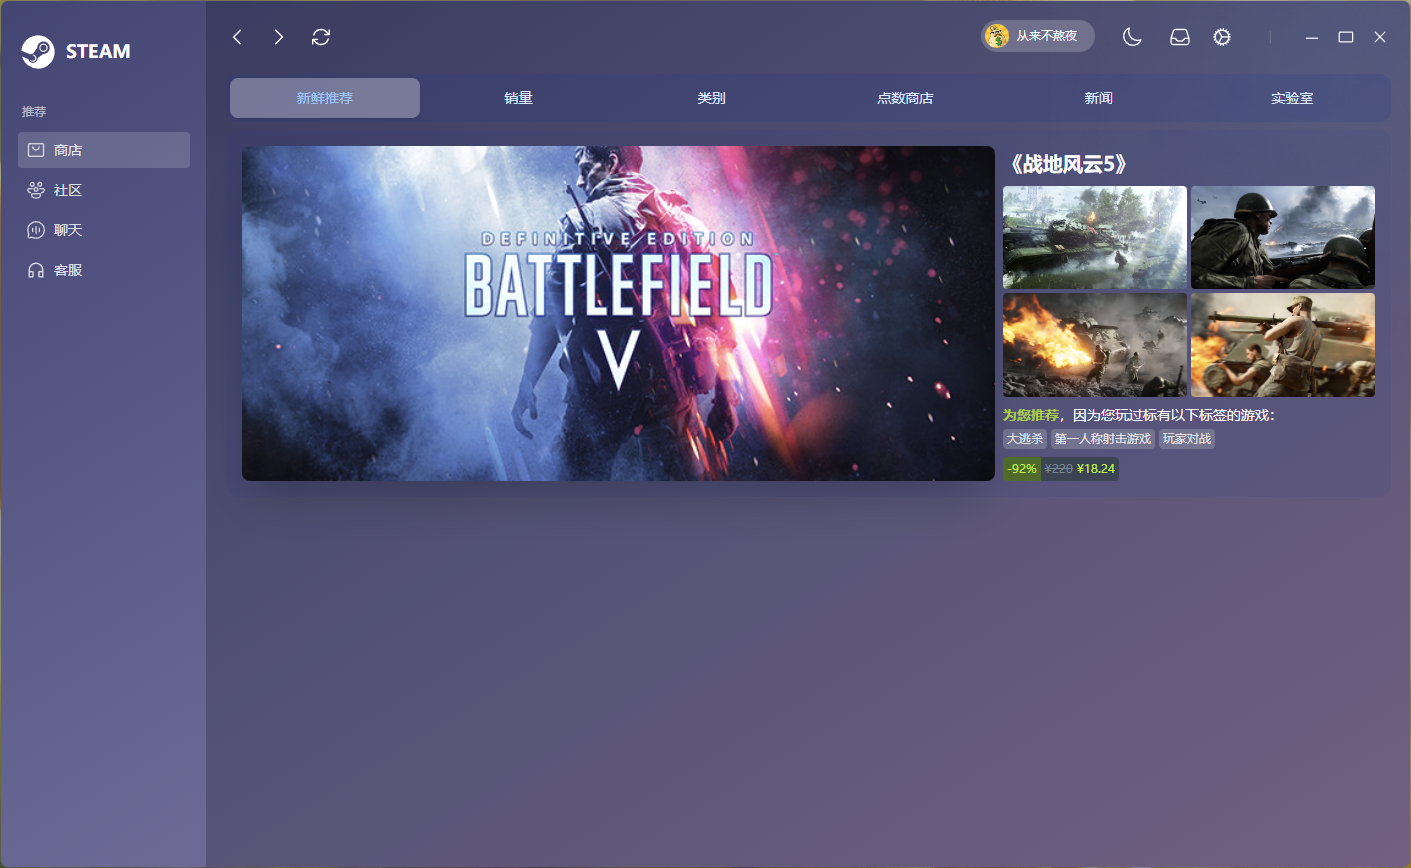 STEAM
推荐
商店
社区
聊天
客服
从来不熬夜
新鲜推荐
销量
类别
点数商店
新闻
实验室
DEFINITIVE EDITION
BATTLEFIELD
V
《战地风云5》
为您推荐，因为您玩过标有以下标签的游戏：
大逃杀 第一人称射击游戏 玩家对战
-92% ¥220 ¥18.24